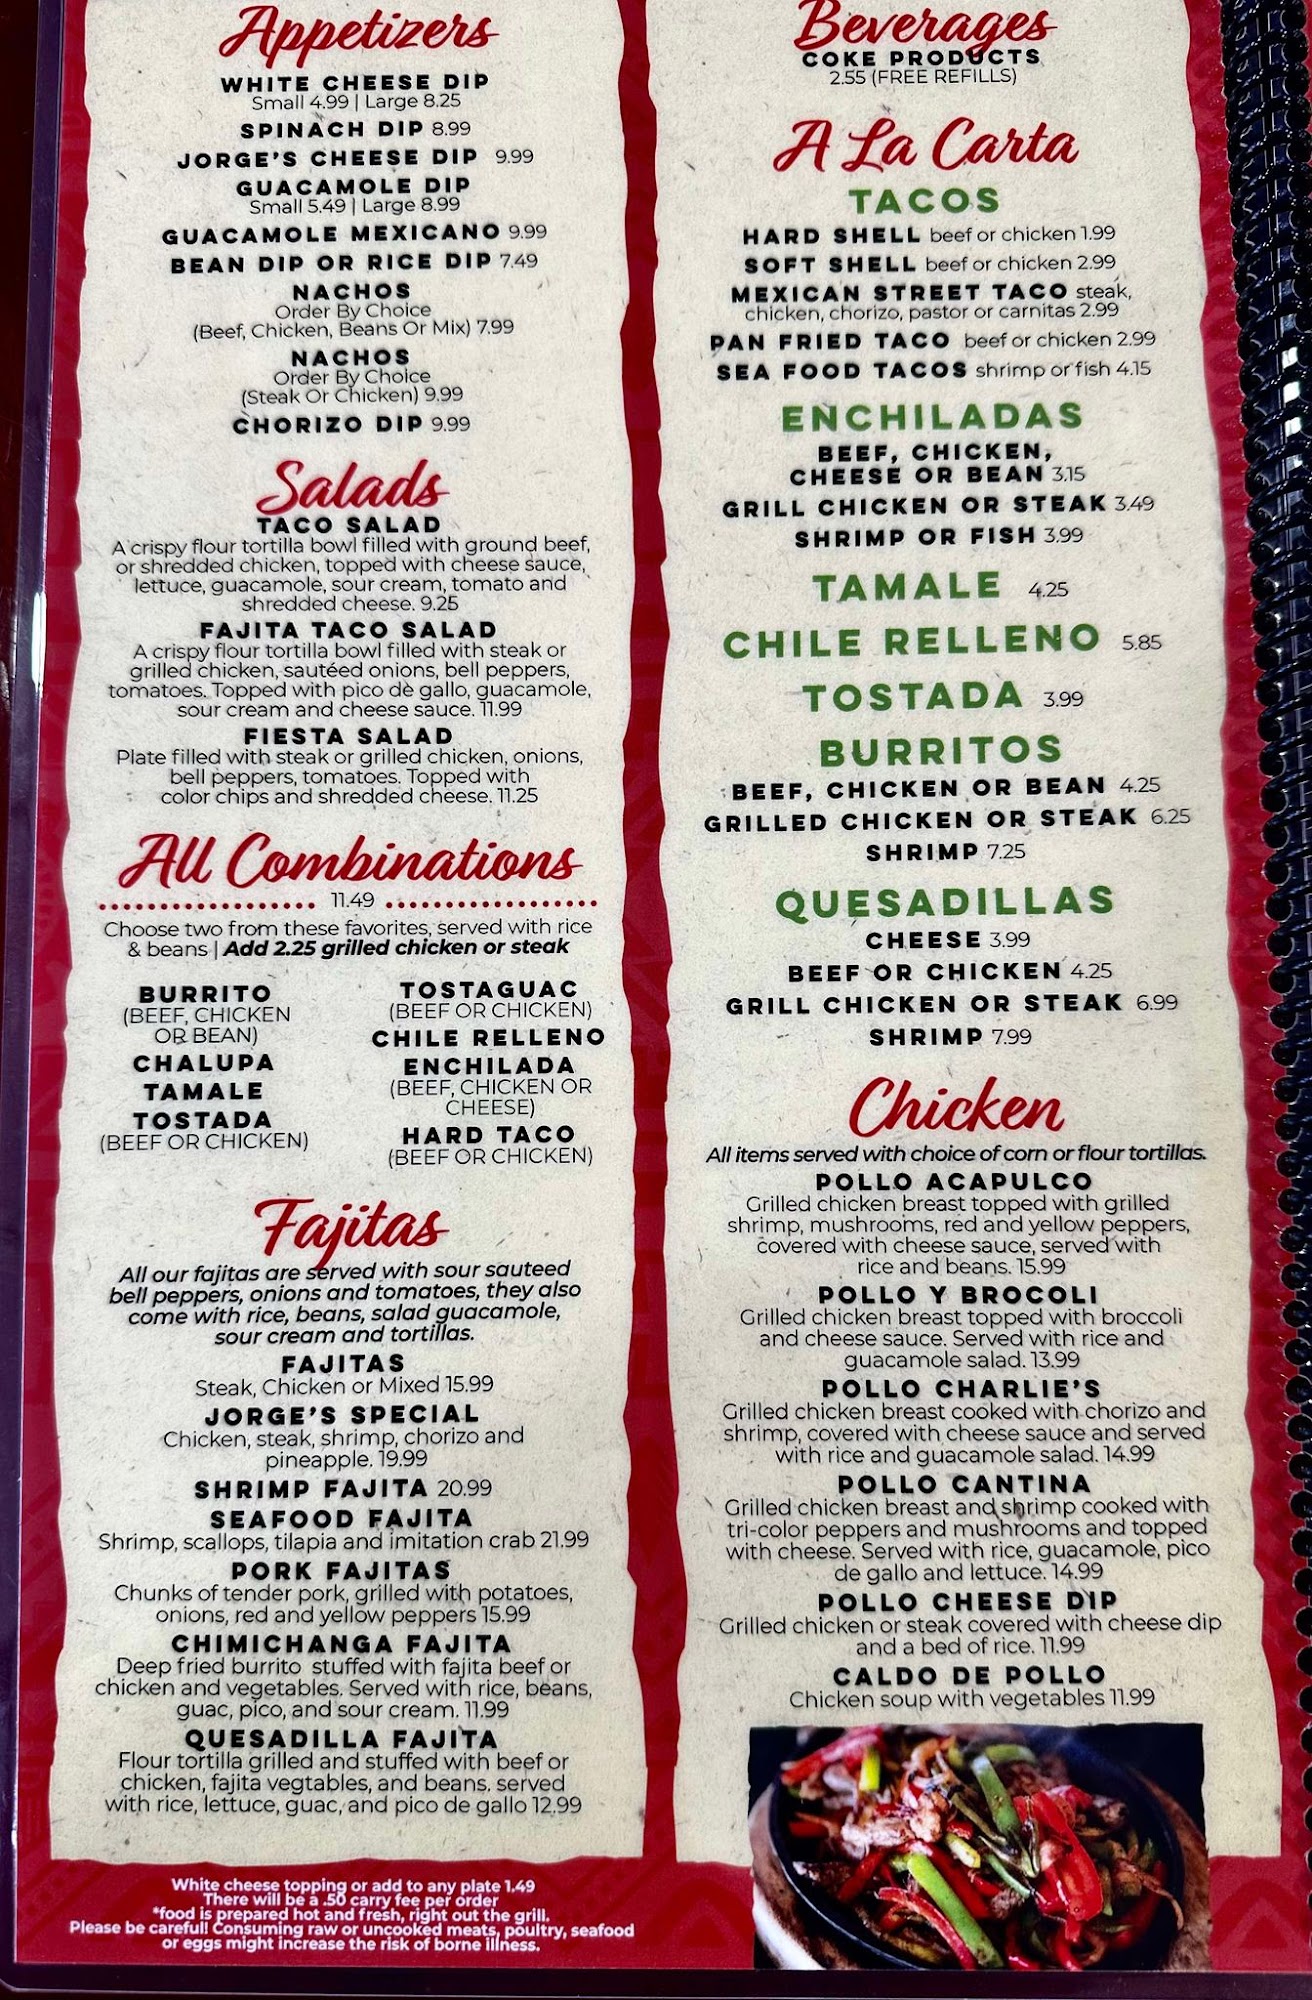 Appetizers
WHITE CHEESE DIP
Small 4.99 | Large 8.25
SPINACH DIP 8.99
JORGE'S CHEESE DIP 9.99
GUACAMOLE DIP
Small 5.49 | Large 8.99
GUACAMOLE MEXICANO 9.99
BEAN DIP OR RICE DIP 7.49
NACHOS
Order By Choice
(Beef, Chicken, Beans Or Mix) 7.99
NACHOS
Order By Choice
(Steak Or Chicken) 9.99
CHORIZO DIP 9.99
Salads
TACO SALAD
A crispy flour tortilla bowl filled with ground beef,
or shredded chicken, topped with cheese sauce,
lettuce, guacamole, sour cream, tomato and
shredded cheese. 9.25
FAJITA TACO SALAD
A crispy flour tortilla bowl filled with steak or
grilled chicken, sautéed onions, bell peppers,
tomatoes. Topped with pico de gallo, guacamole,
sour cream and cheese sauce. 11.99
FIESTA SALAD
Plate filled with steak or grilled chicken, onions,
bell peppers, tomatoes. Topped with
color chips and shredded cheese. 11.25
All Combinations
11.49
Choose two from these favorites, served with rice
& beans | Add 2.25 grilled chicken or steak
BURRITO
(BEEF, CHICKEN
OR BEAN)
CHALUPA
TAMALE
TOSTADA
(BEEF OR CHICKEN)
TOSTAGUAC
(BEEF OR CHICKEN)
CHILE RELLENO
ENCHILADA
(BEEF, CHICKEN OR
CHEESE)
HARD TACO
(BEEF OR CHICKEN)
Fajitas
All our fajitas are served with sour sauteed
bell peppers, onions and tomatoes, they also
come with rice, beans, salad guacamole,
sour cream and tortillas.
FAJITAS
Steak, Chicken or Mixed 15.99
JORGE'S SPECIAL
Chicken, steak, shrimp, chorizo and
pineapple. 19.99
SHRIMP FAJITA 20.99
SEAFOOD FAJITA
Shrimp, scallops, tilapia and imitation crab 21.99
PORK FAJITAS
Chunks of tender pork, grilled with potatoes,
onions, red and yellow peppers 15.99
CHIMICHANGA FAJITA
Deep fried burrito stuffed with fajita beef or
chicken and vegetables. Served with rice, beans,
guac, pico, and sour cream. 11.99
QUESADILLA FAJITA
Flour tortilla grilled and stuffed with beef or
chicken, fajita vegtables, and beans. served
with rice, lettuce, guac, and pico de gallo 12.99
White cheese topping or add to any plate 1.49
There will be a .50 carry fee per order
*food is prepared hot and fresh, right out the grill.
Please be careful! Consuming raw or uncooked meats, poultry, seafood
or eggs might increase the risk of borne illness.
Beverages
COKE PRODUCTS
2.55 (FREE REFILLS)
A La Carta
TACOS
HARD SHELL beef or chicken 1.99
SOFT SHELL beef or chicken 2.99
MEXICAN STREET TACO steak,
chicken, chorizo, pastor or carnitas 2.99
PAN FRIED TACO beef or chicken 2.99
SEA FOOD TACOS shrimp or fish 4.15
ENCHILADAS
BEEF, CHICKEN,
CHEESE OR BEAN 3.15
GRILL CHICKEN OR STEAK 3.49
SHRIMP OR FISH 3.99
TAMALE 4.25
CHILE RELLENO 5.85
TOSTADA 3.99
BURRITOS
BEEF, CHICKEN OR BEAN 4.25
GRILLED CHICKEN OR STEAK 6.25
SHRIMP 7.25
QUESADILLAS
CHEESE 3.99
BEEF OR CHICKEN 4.25
GRILL CHICKEN OR STEAK 6.99
SHRIMP 7.99
Chicken
All items served with choice of corn or flour tortillas.
POLLO ACAPULCO
Grilled chicken breast topped with grilled
shrimp, mushrooms, red and yellow peppers,
covered with cheese sauce, served with
rice and beans. 15.99
POLLO Y BROCOLI
Grilled chicken breast topped with broccoli
and cheese sauce. Served with rice and
guacamole salad. 13.99
POLLO CHARLIE'S
Grilled chicken breast cooked with chorizo and
shrimp, covered with cheese sauce and served
with rice and guacamole salad. 14.99
POLLO CANTINA
Grilled chicken breast and shrimp cooked with
tri-color peppers and mushrooms and topped
with cheese. Served with rice, guacamole, pico
de gallo and lettuce. 14.99
POLLO CHEESE DIP
Grilled chicken or steak covered with cheese dip
and a bed of rice. 11.99
CALDO DE POLLO
Chicken soup with vegetables 11.99